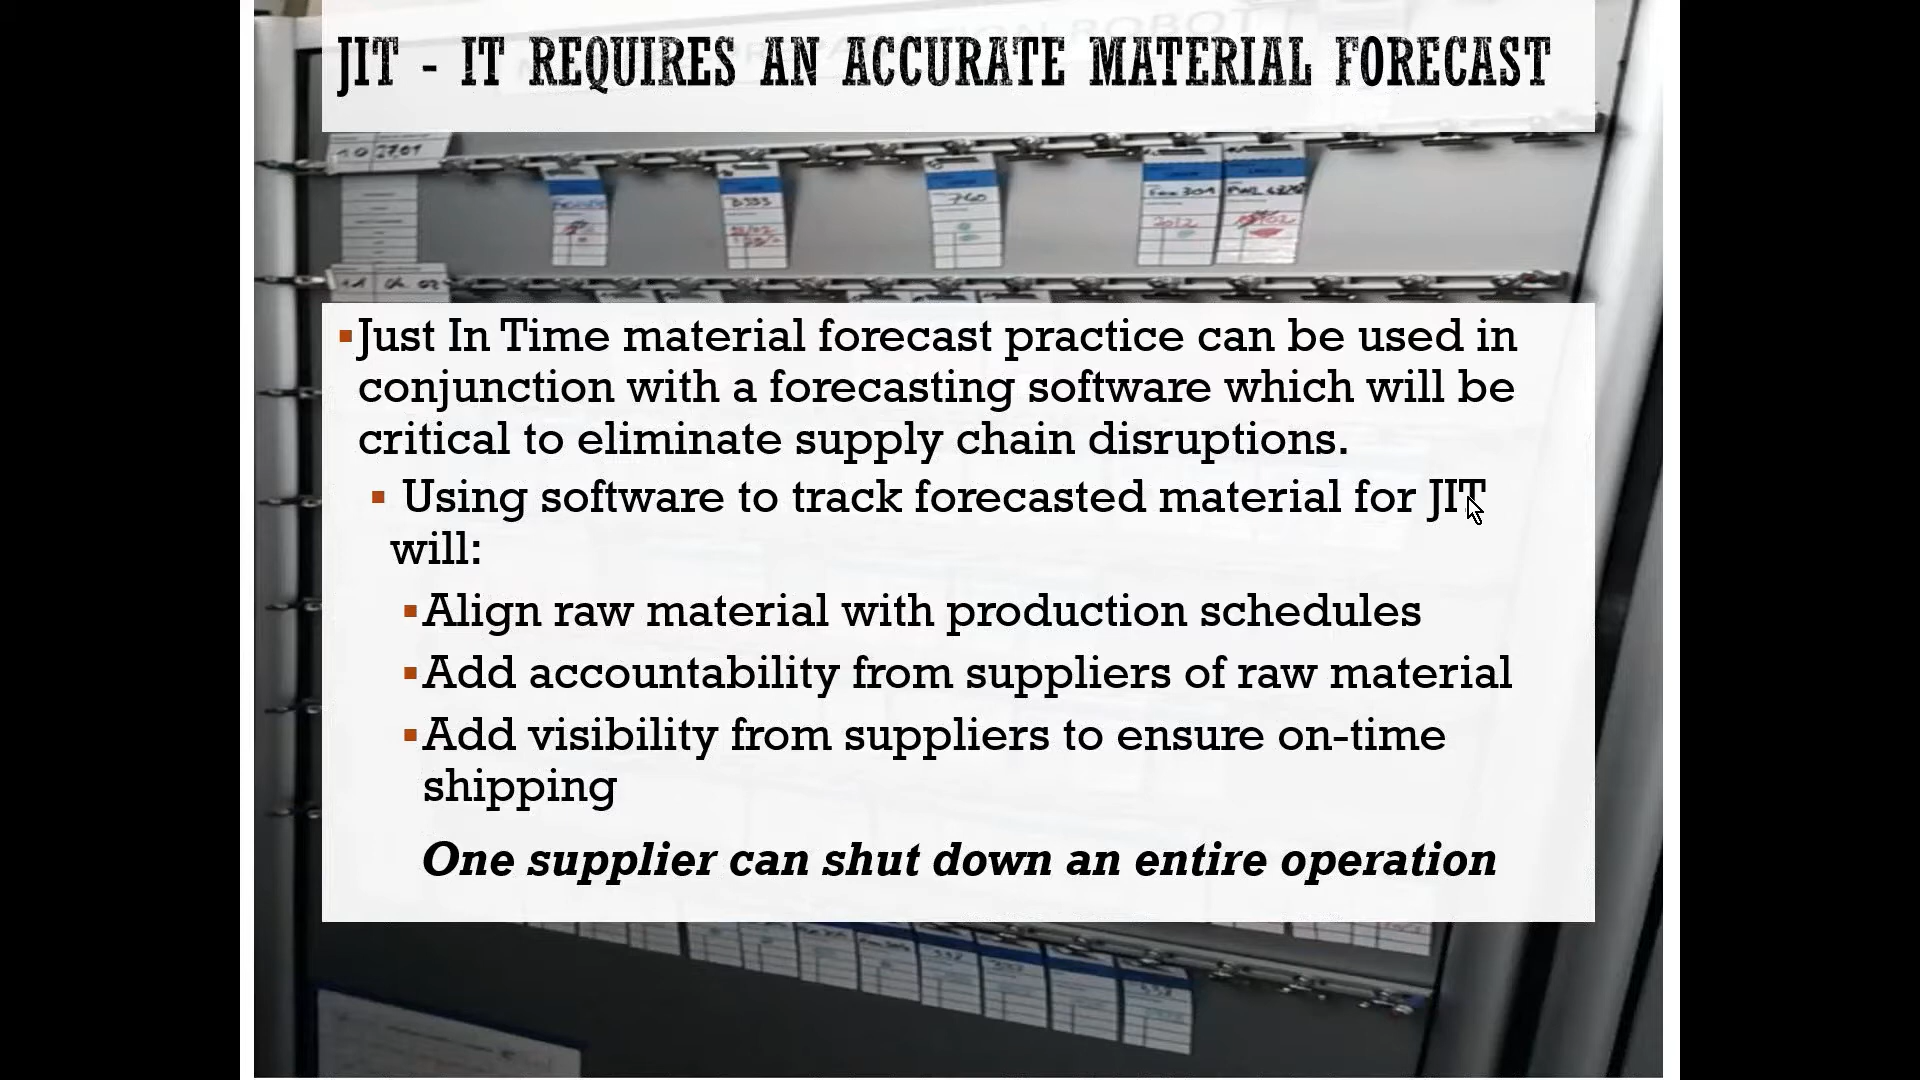 JIT - IT REQUIRES AN ACCURATE MATERIAL FORECAST
▪Just In Time material forecast practice can be used in
conjunction with a forecasting software which will be
critical to eliminate supply chain disruptions.
▪ Using software to track forecasted material for JIT
will:
▪Align raw material with production schedules
▪Add accountability from suppliers of raw material
▪Add visibility from suppliers to ensure on-time
shipping
One supplier can shut down an entire operation